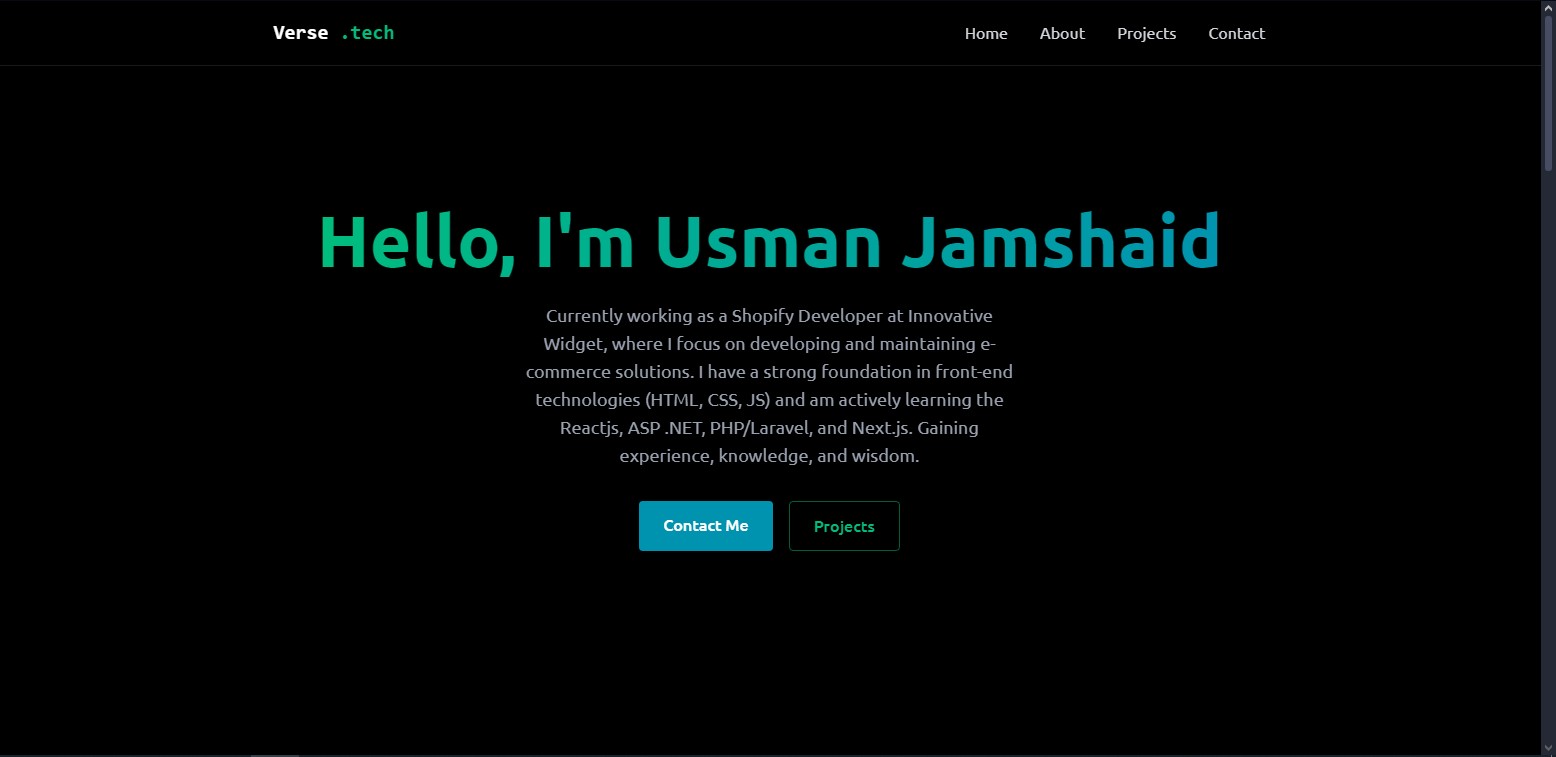 Verse .tech
Home About Projects Contact
Hello, I'm Usman Jamshaid
Currently working as a Shopify Developer at Innovative
Widget, where I focus on developing and maintaining e-
commerce solutions. I have a strong foundation in front-end
technologies (HTML, CSS, JS) and am actively learning the
Reactjs, ASP .NET, PHP/Laravel, and Next.js. Gaining
experience, knowledge, and wisdom.
Contact Me
Projects